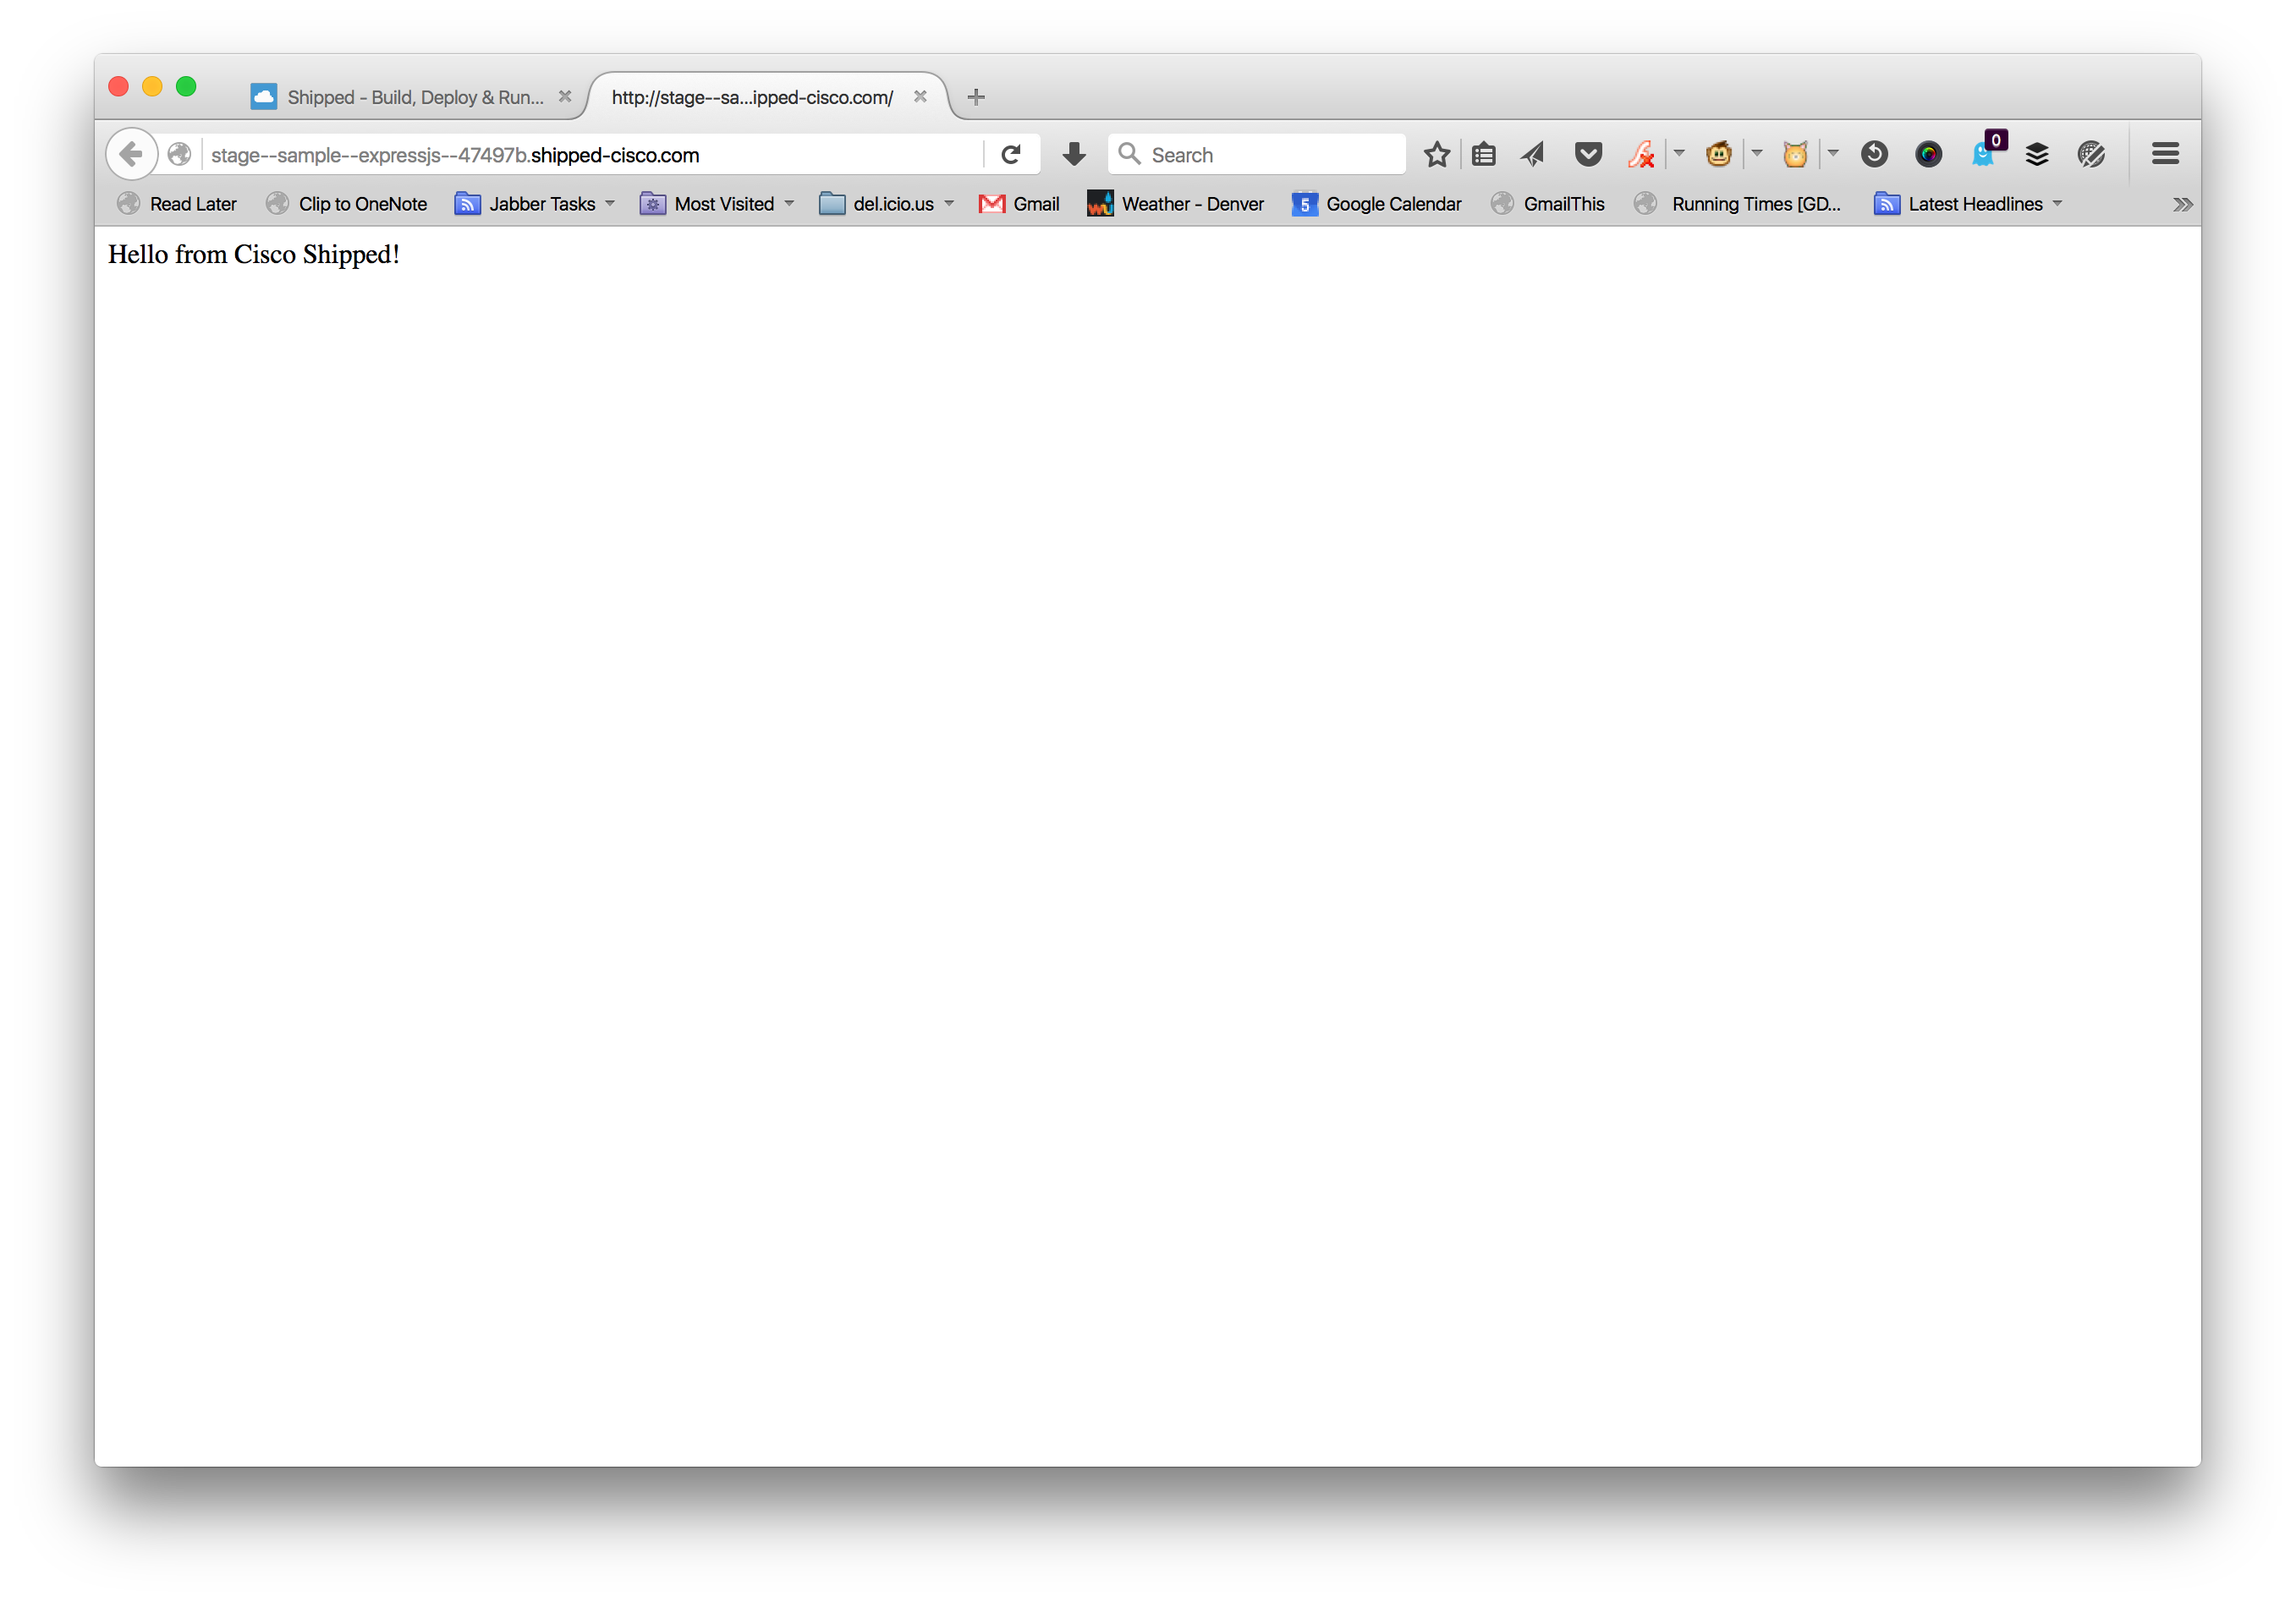 Shipped - Build, Deploy & Run...
http://stage--sa...ipped-cisco.com/
stage--sample--expressjs--47497b.shipped-cisco.com
Search
0
Read Later
Clip to OneNote
Jabber Tasks
Most Visited
del.icio.us
Gmail
wu
Weather - Denver
5
Google Calendar
GmailThis
Running Times [GD...
Latest Headlines
Hello from Cisco Shipped!